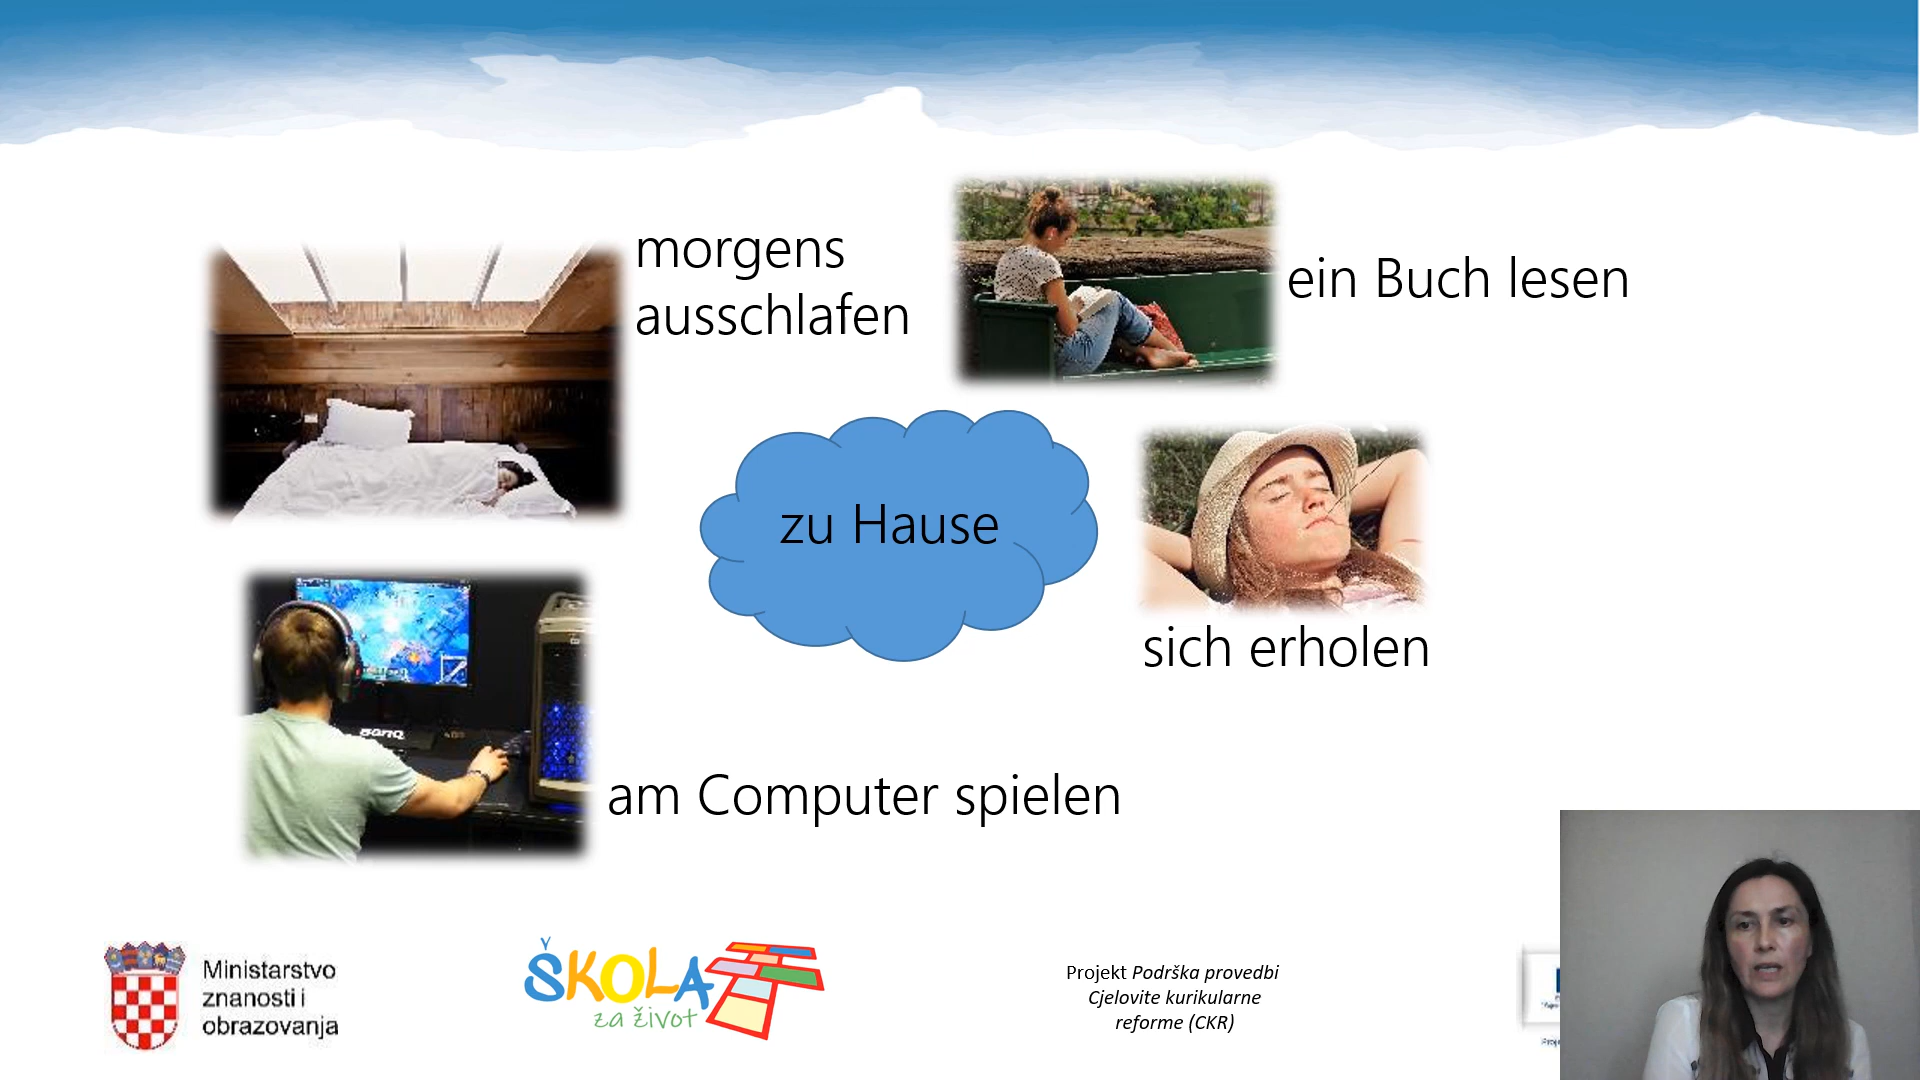 morgens
ausschlafen
ein Buch lesen
zu Hause
sich erholen
am Computer spielen
BenQ
Ministarstvo
znanosti i
obrazovanja
ŠKOLA
za život
Projekt Podrška provedbi
Cjelovite kurikularne
reforme (CKR)